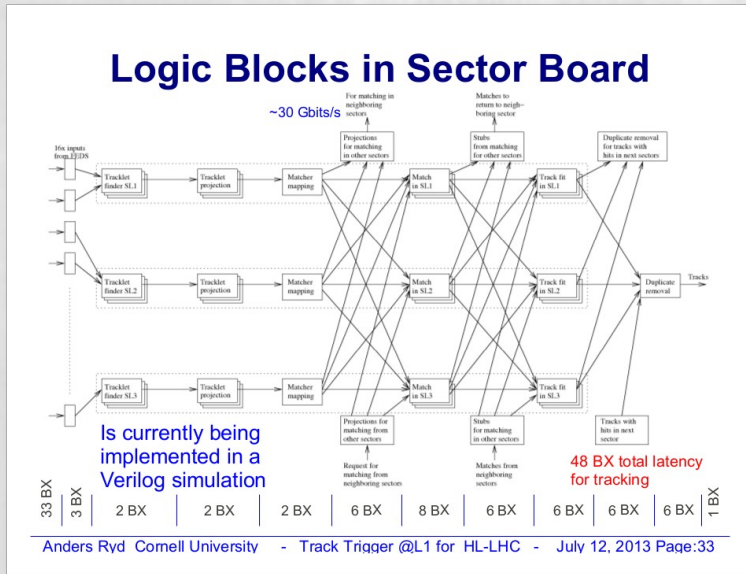 Logic Blocks in Sector Board
For matching in
neighboring
sectors
~30 Gbits/s
Matches to
return to neigh-
boring sector
16x inputs
from FEDS
Projections
for matching
in other sectors
Stubs
from matching
for other sectors
Duplicate removal
for tracks with
hits in next sectors
Tracklet
finder SL1
Tracklet
projection
Matcher
mapping
Match
in SL1
Track fit
in SL1
Tracklet
finder SL2
Tracklet
projection
Matcher
mapping
Match
in SL2
Track fit
in SL2
Duplicate
removal
Tracks
Tracklet
finder SL3
Tracklet
projection
Matcher
mapping
Match
in SL3
Track fit
in SL3
Projections for
matching from
other sectors
Stubs
for matching
in other sectors
Tracks with
hits in next
sector
Request for
matching from
neighboring sectors
Matches from
neighboring
sectors
Is currently being
implemented in a
Verilog simulation
48 BX total latency
for tracking
33 BX
3 BX
2 BX
2 BX
2 BX
6 BX
8 BX
6 BX
6 BX
6 BX
6 BX
1 BX
Anders Ryd Cornell University - Track Trigger @L1 for HL-LHC - July 12, 2013 Page:33